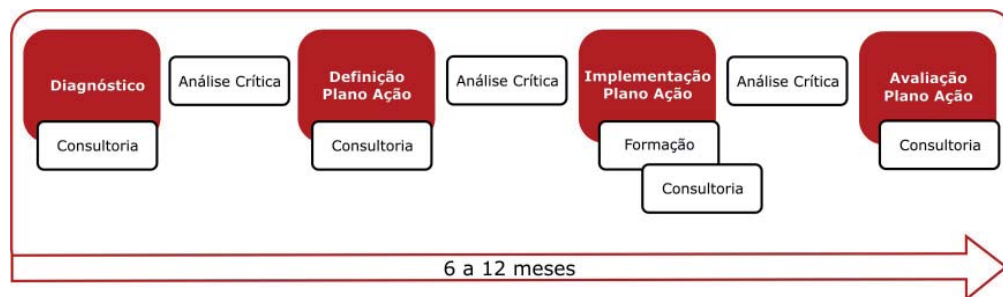 Diagnóstico
Consultoria
Análise Crítica
Definição
Plano Ação
Consultoria
Análise Crítica
Implementação
Plano Ação
Formação
Consultoria
Análise Crítica
Avaliação
Plano Ação
Consultoria
6 a 12 meses